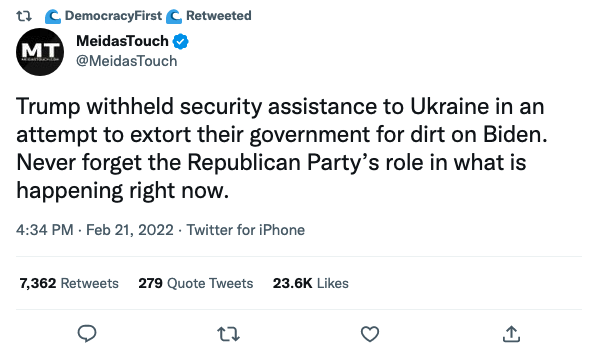 DemocracyFirst Retweeted
MT
MeidasTouch
@MeidasTouch
Trump withheld security assistance to Ukraine in an
attempt to extort their government for dirt on Biden.
Never forget the Republican Party’s role in what is
happening right now.
4:34 PM · Feb 21, 2022 · Twitter for iPhone
7,362 Retweets 279 Quote Tweets 23.6K Likes